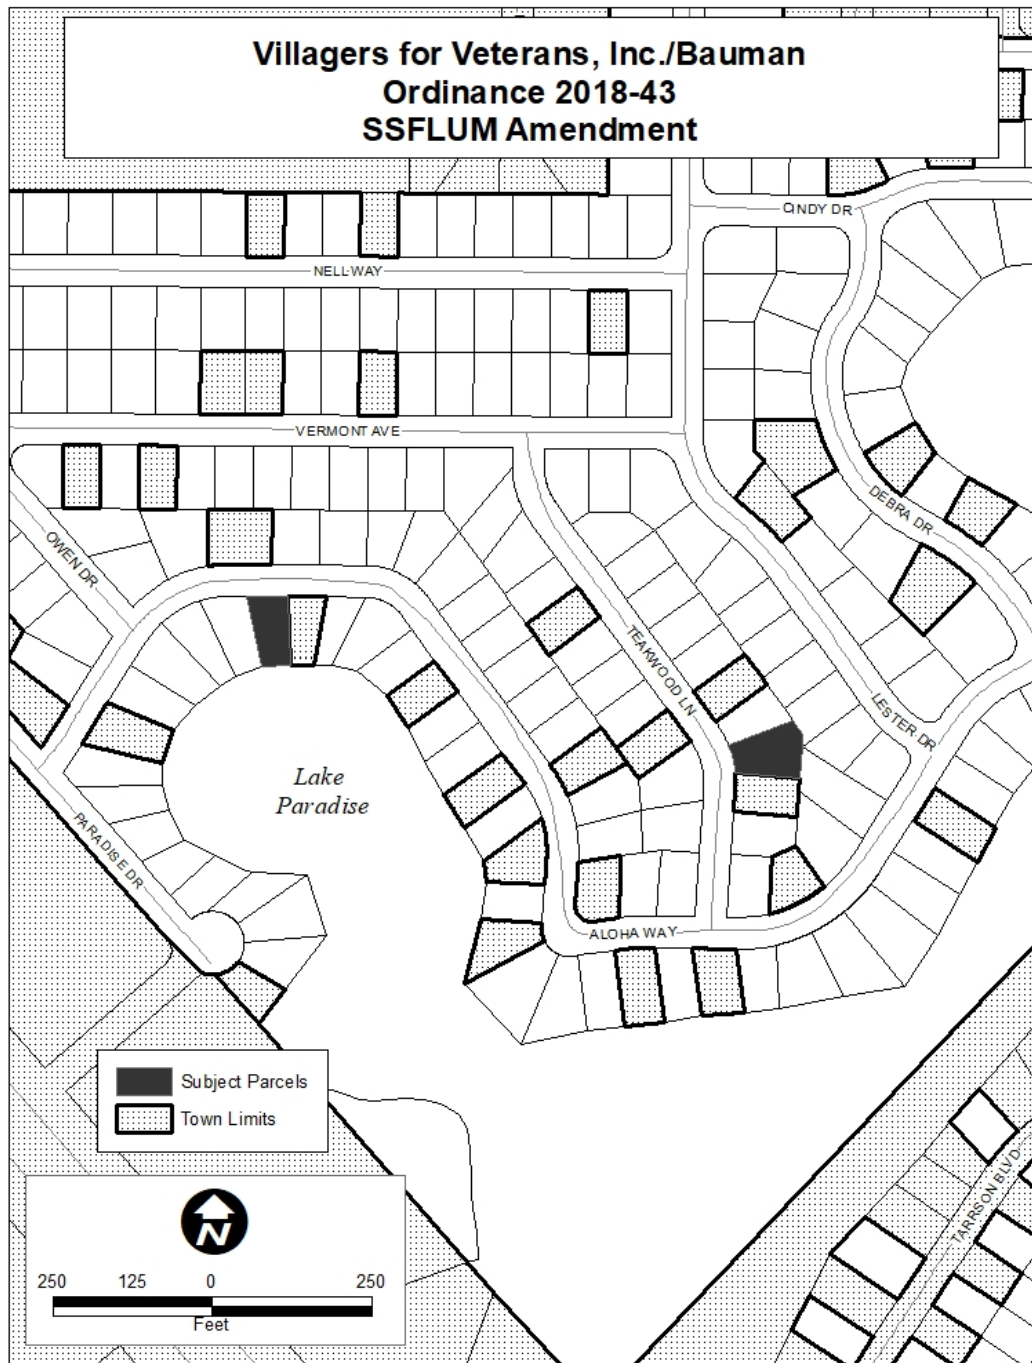 Villagers for Veterans, Inc./Bauman
Ordinance 2018-43
SSFLUM Amendment
CINDY DR
NELL WAY
VERMONT AVE
DEBRA DR
OWEN DR
TEAKWOOD LN
LESTER DR
Lake
Paradise
PARADISE DR
ALOHA WAY
Subject Parcels
Town Limits
TARRSON BLVD
N
250 125 0 250
Feet